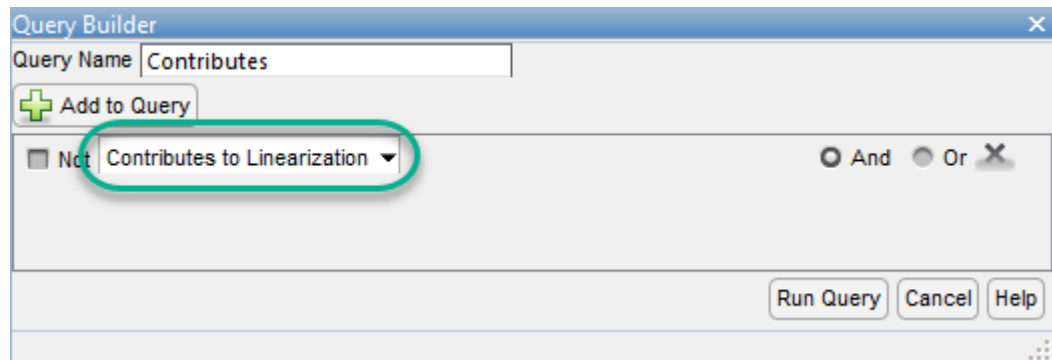 Query Builder
Query Name Contributes
Add to Query
Not Contributes to Linearization And Or
Run Query Cancel Help